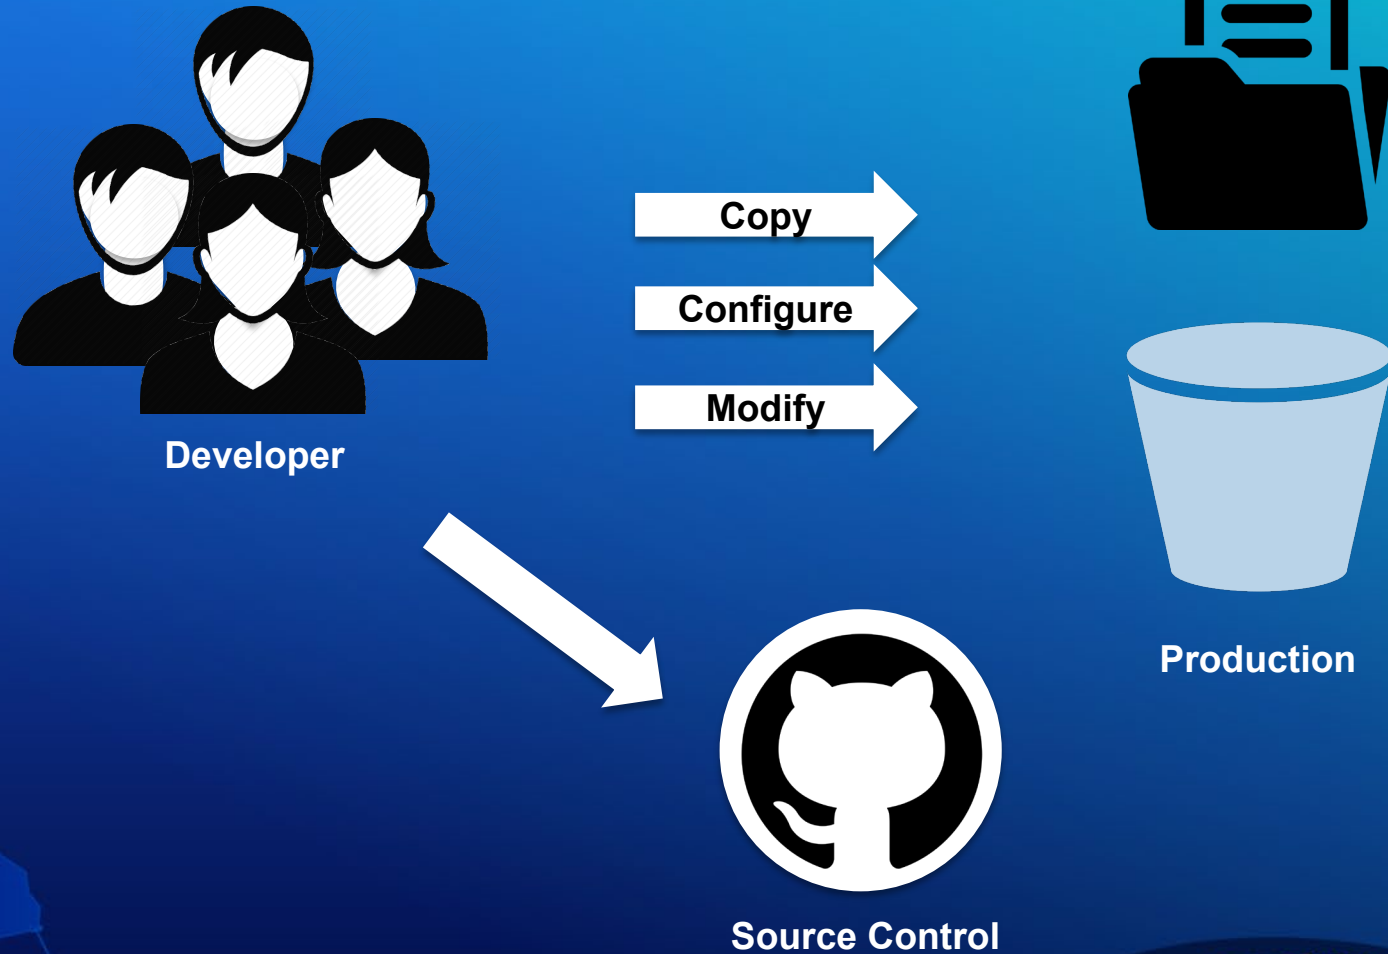 Copy
Configure
Modify
Developer
Production
Source Control